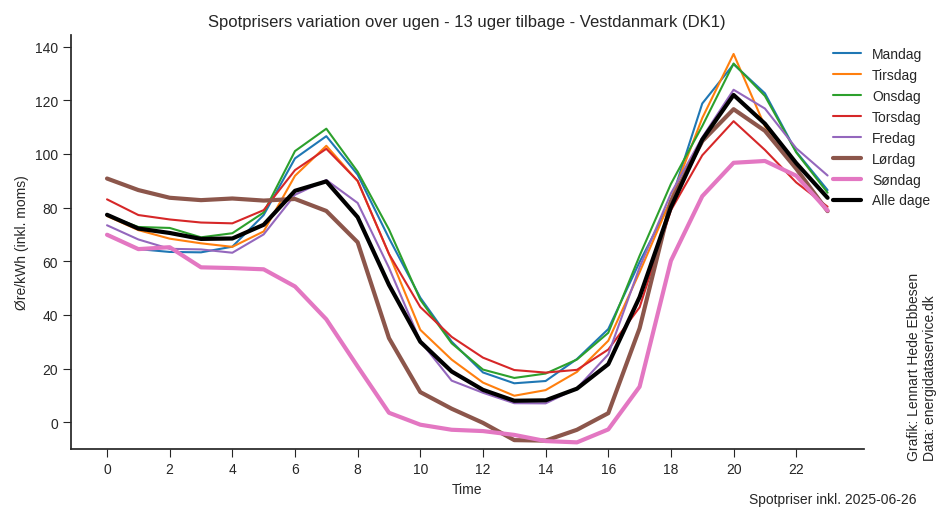 Spotprisers variation over ugen - 13 uger tilbage - Vestdanmark (DK1)
Øre/kWh (inkl. moms)
140
120
100
80
60
40
20
0
0 2 4 6 8 10 12 14 16 18 20 22
Time
Mandag
Tirsdag
Onsdag
Torsdag
Fredag
Lørdag
Søndag
Alle dage
Grafik: Lennart Hede Ebbesen
Data: energidataservice.dk
Spotpriser inkl. 2025-06-26